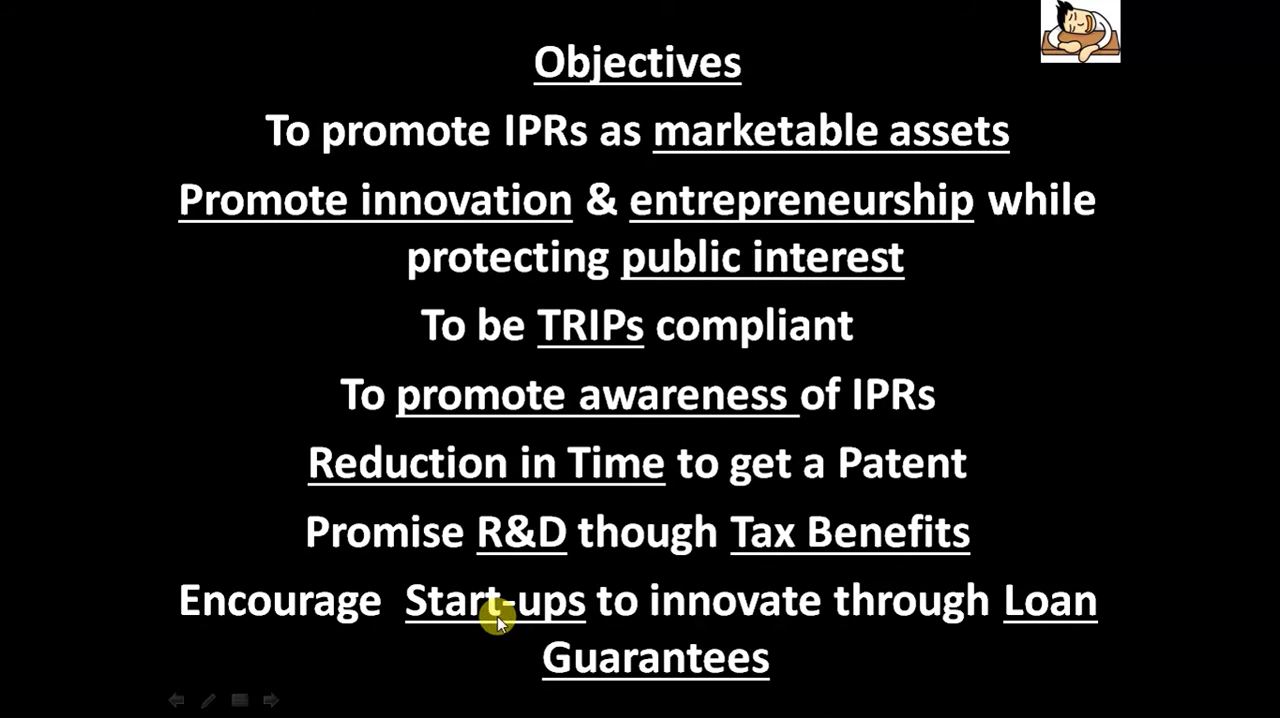 Objectives
To promote IPRs as marketable assets
Promote innovation & entrepreneurship while
protecting public interest
To be TRIPs compliant
To promote awareness of IPRs
Reduction in Time to get a Patent
Promise R&D though Tax Benefits
Encourage Start-ups to innovate through Loan
Guarantees